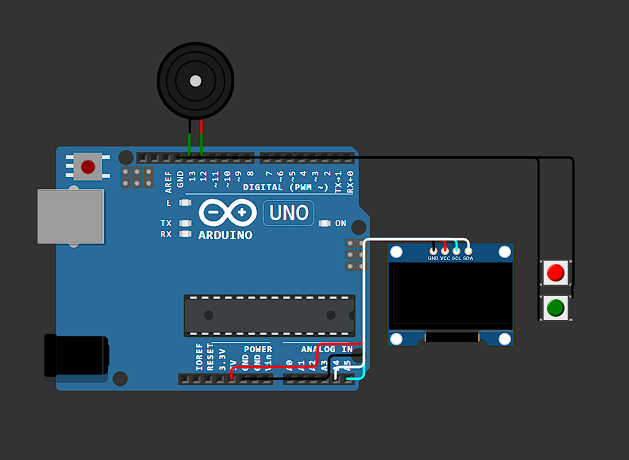 AREF
GND
13
12
~11
~10
~9
8
7
~6
~5
4
~3
2
TX→1
RX←0
DIGITAL (PWM ~)
L
TX
RX
UNO
ON
ARDUINO
GND VCC SCL SDA
POWER
ANALOG IN
IOREF
RESET
3.3V
5V
GND
GND
Vin
A0
A1
A2
A3
A4
A5